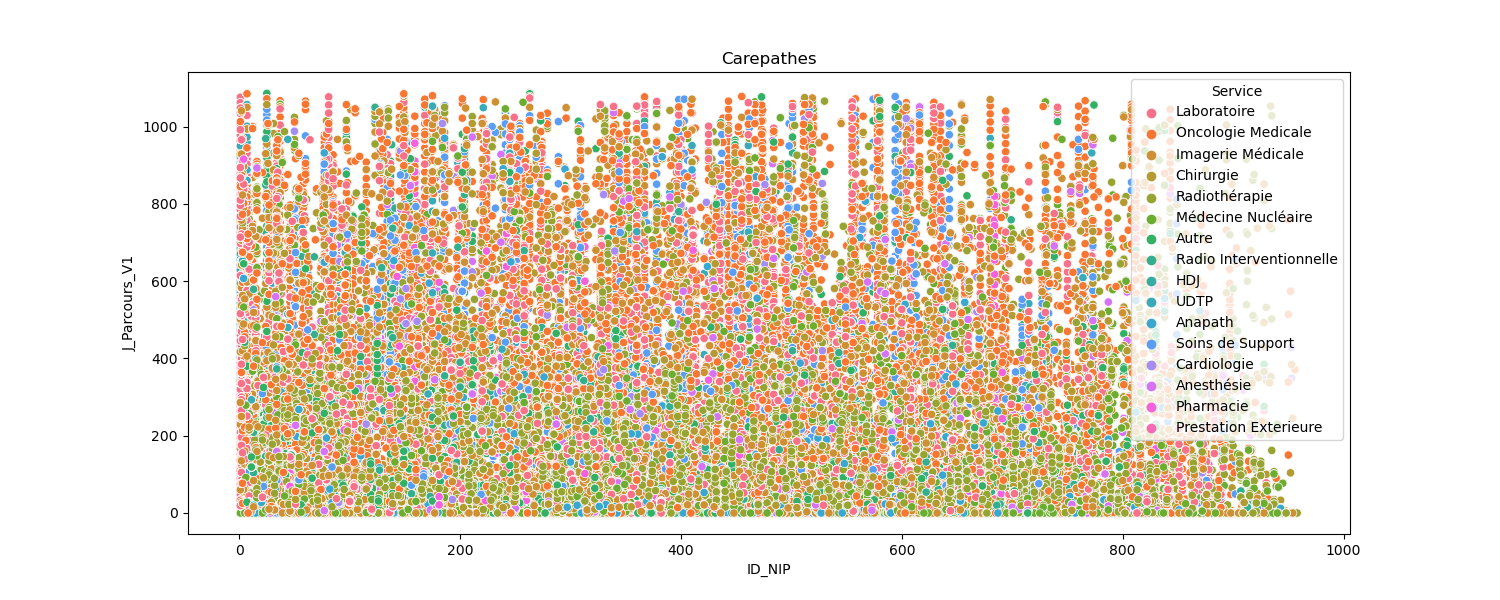 Carepathes
J_Parcours_V1
1000
800
600
400
200
0
0
200
400
600
800
1000
ID_NIP
Service
Laboratoire
Oncologie Medicale
Imagerie Médicale
Chirurgie
Radiothérapie
Médecine Nucléaire
Autre
Radio Interventionnelle
HDJ
UDTP
Anapath
Soins de Support
Cardiologie
Anesthésie
Pharmacie
Prestation Exterieure